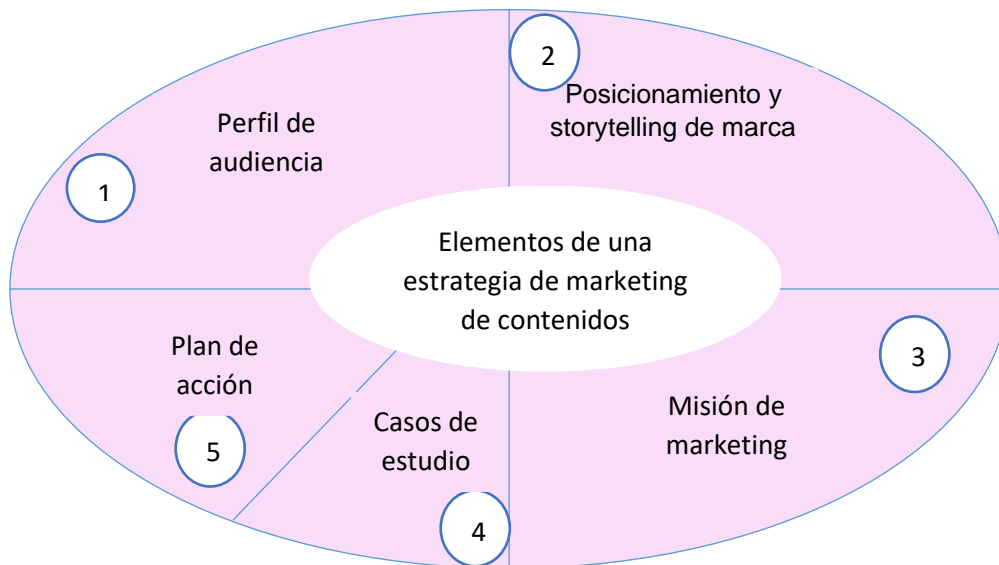 1
Perfil de
audiencia
2
Posicionamiento y
storytelling de marca
Elementos de una
estrategia de marketing
de contenidos
3
Misión de
marketing
4
Casos de
estudio
5
Plan de
acción